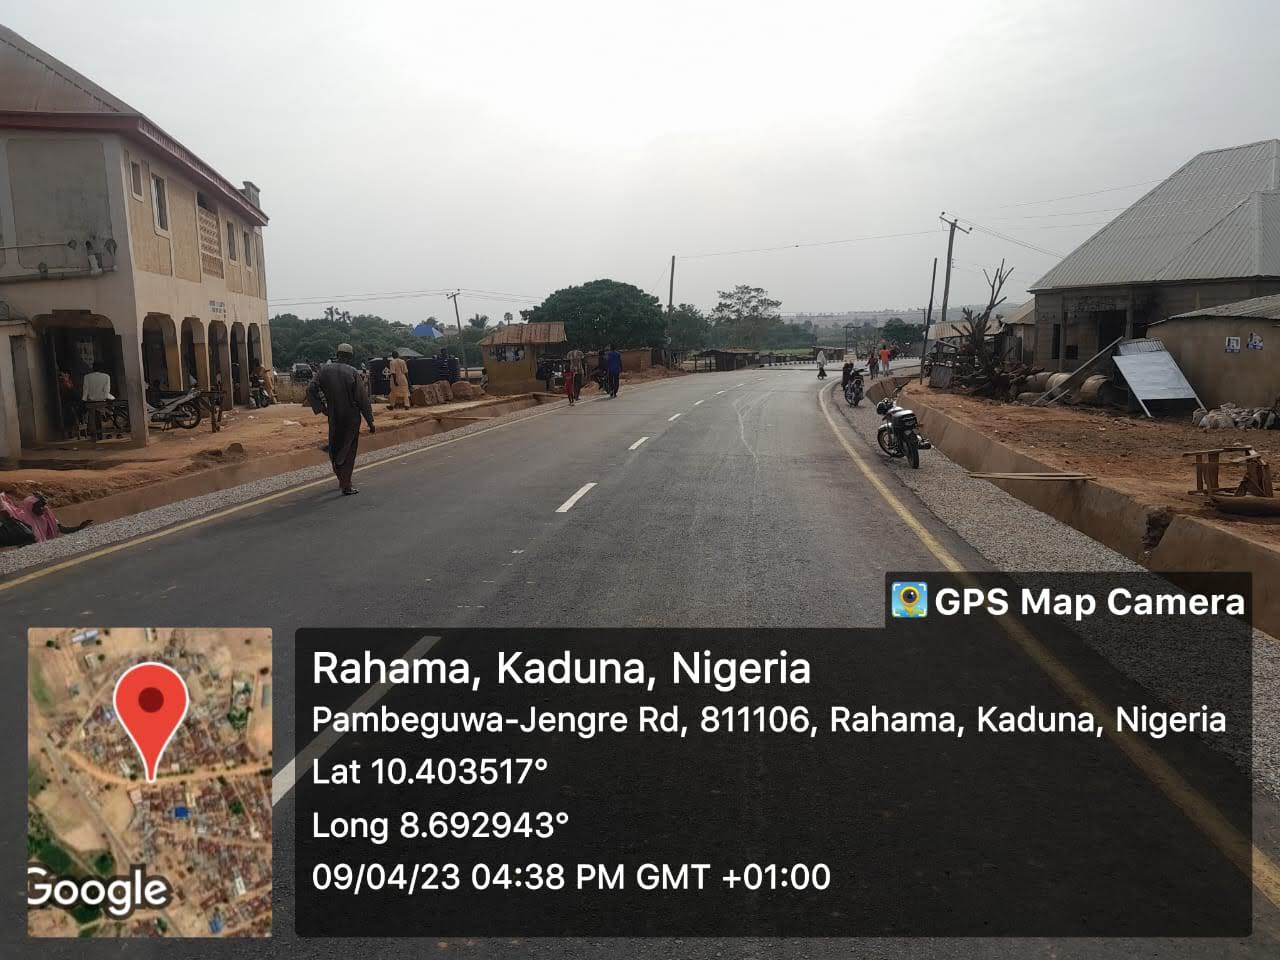 GPS Map Camera
Rahama, Kaduna, Nigeria
Pambeguwa-Jengre Rd, 811106, Rahama, Kaduna, Nigeria
Lat 10.403517°
Long 8.692943°
09/04/23 04:38 PM GMT +01:00
Google